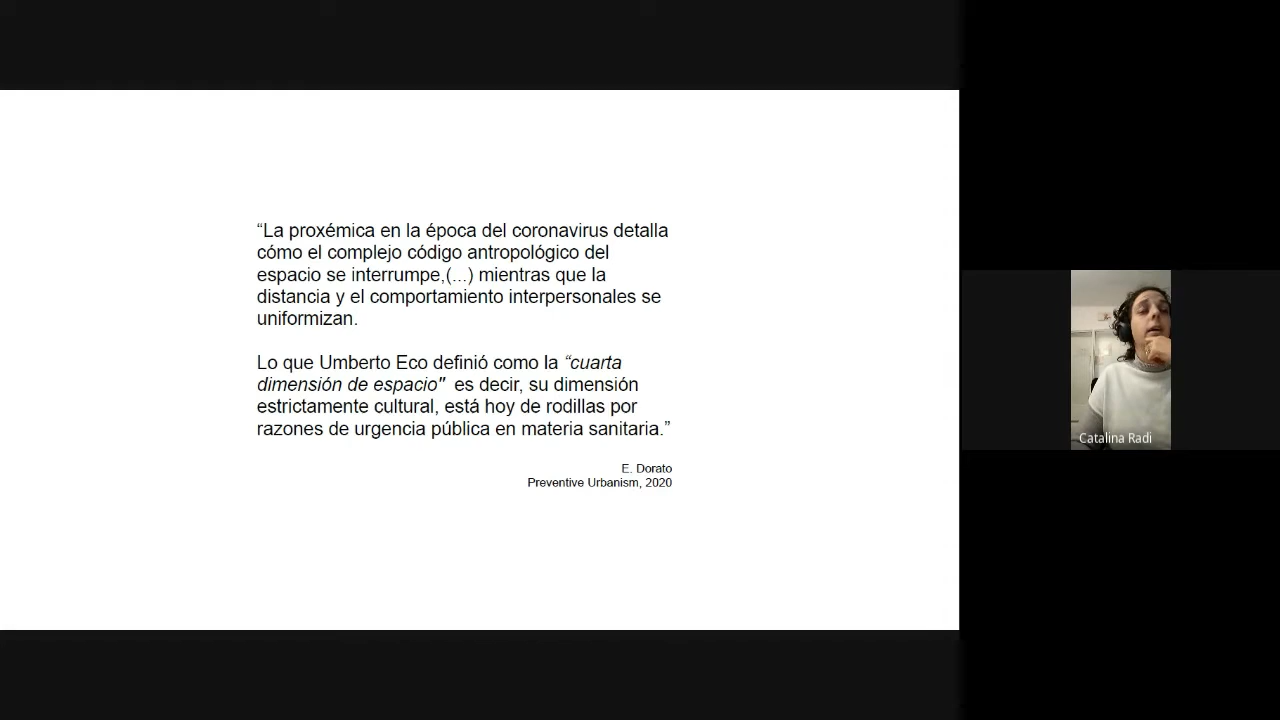 “La proxémica en la época del coronavirus detalla
cómo el complejo código antropológico del
espacio se interrumpe,(...) mientras que la
distancia y el comportamiento interpersonales se
uniformizan.
Lo que Umberto Eco definió como la “cuarta
dimensión de espacio"  es decir, su dimensión
estrictamente cultural, está hoy de rodillas por
razones de urgencia pública en materia sanitaria.”
E. Dorato
Preventive Urbanism, 2020
Catalina Radi